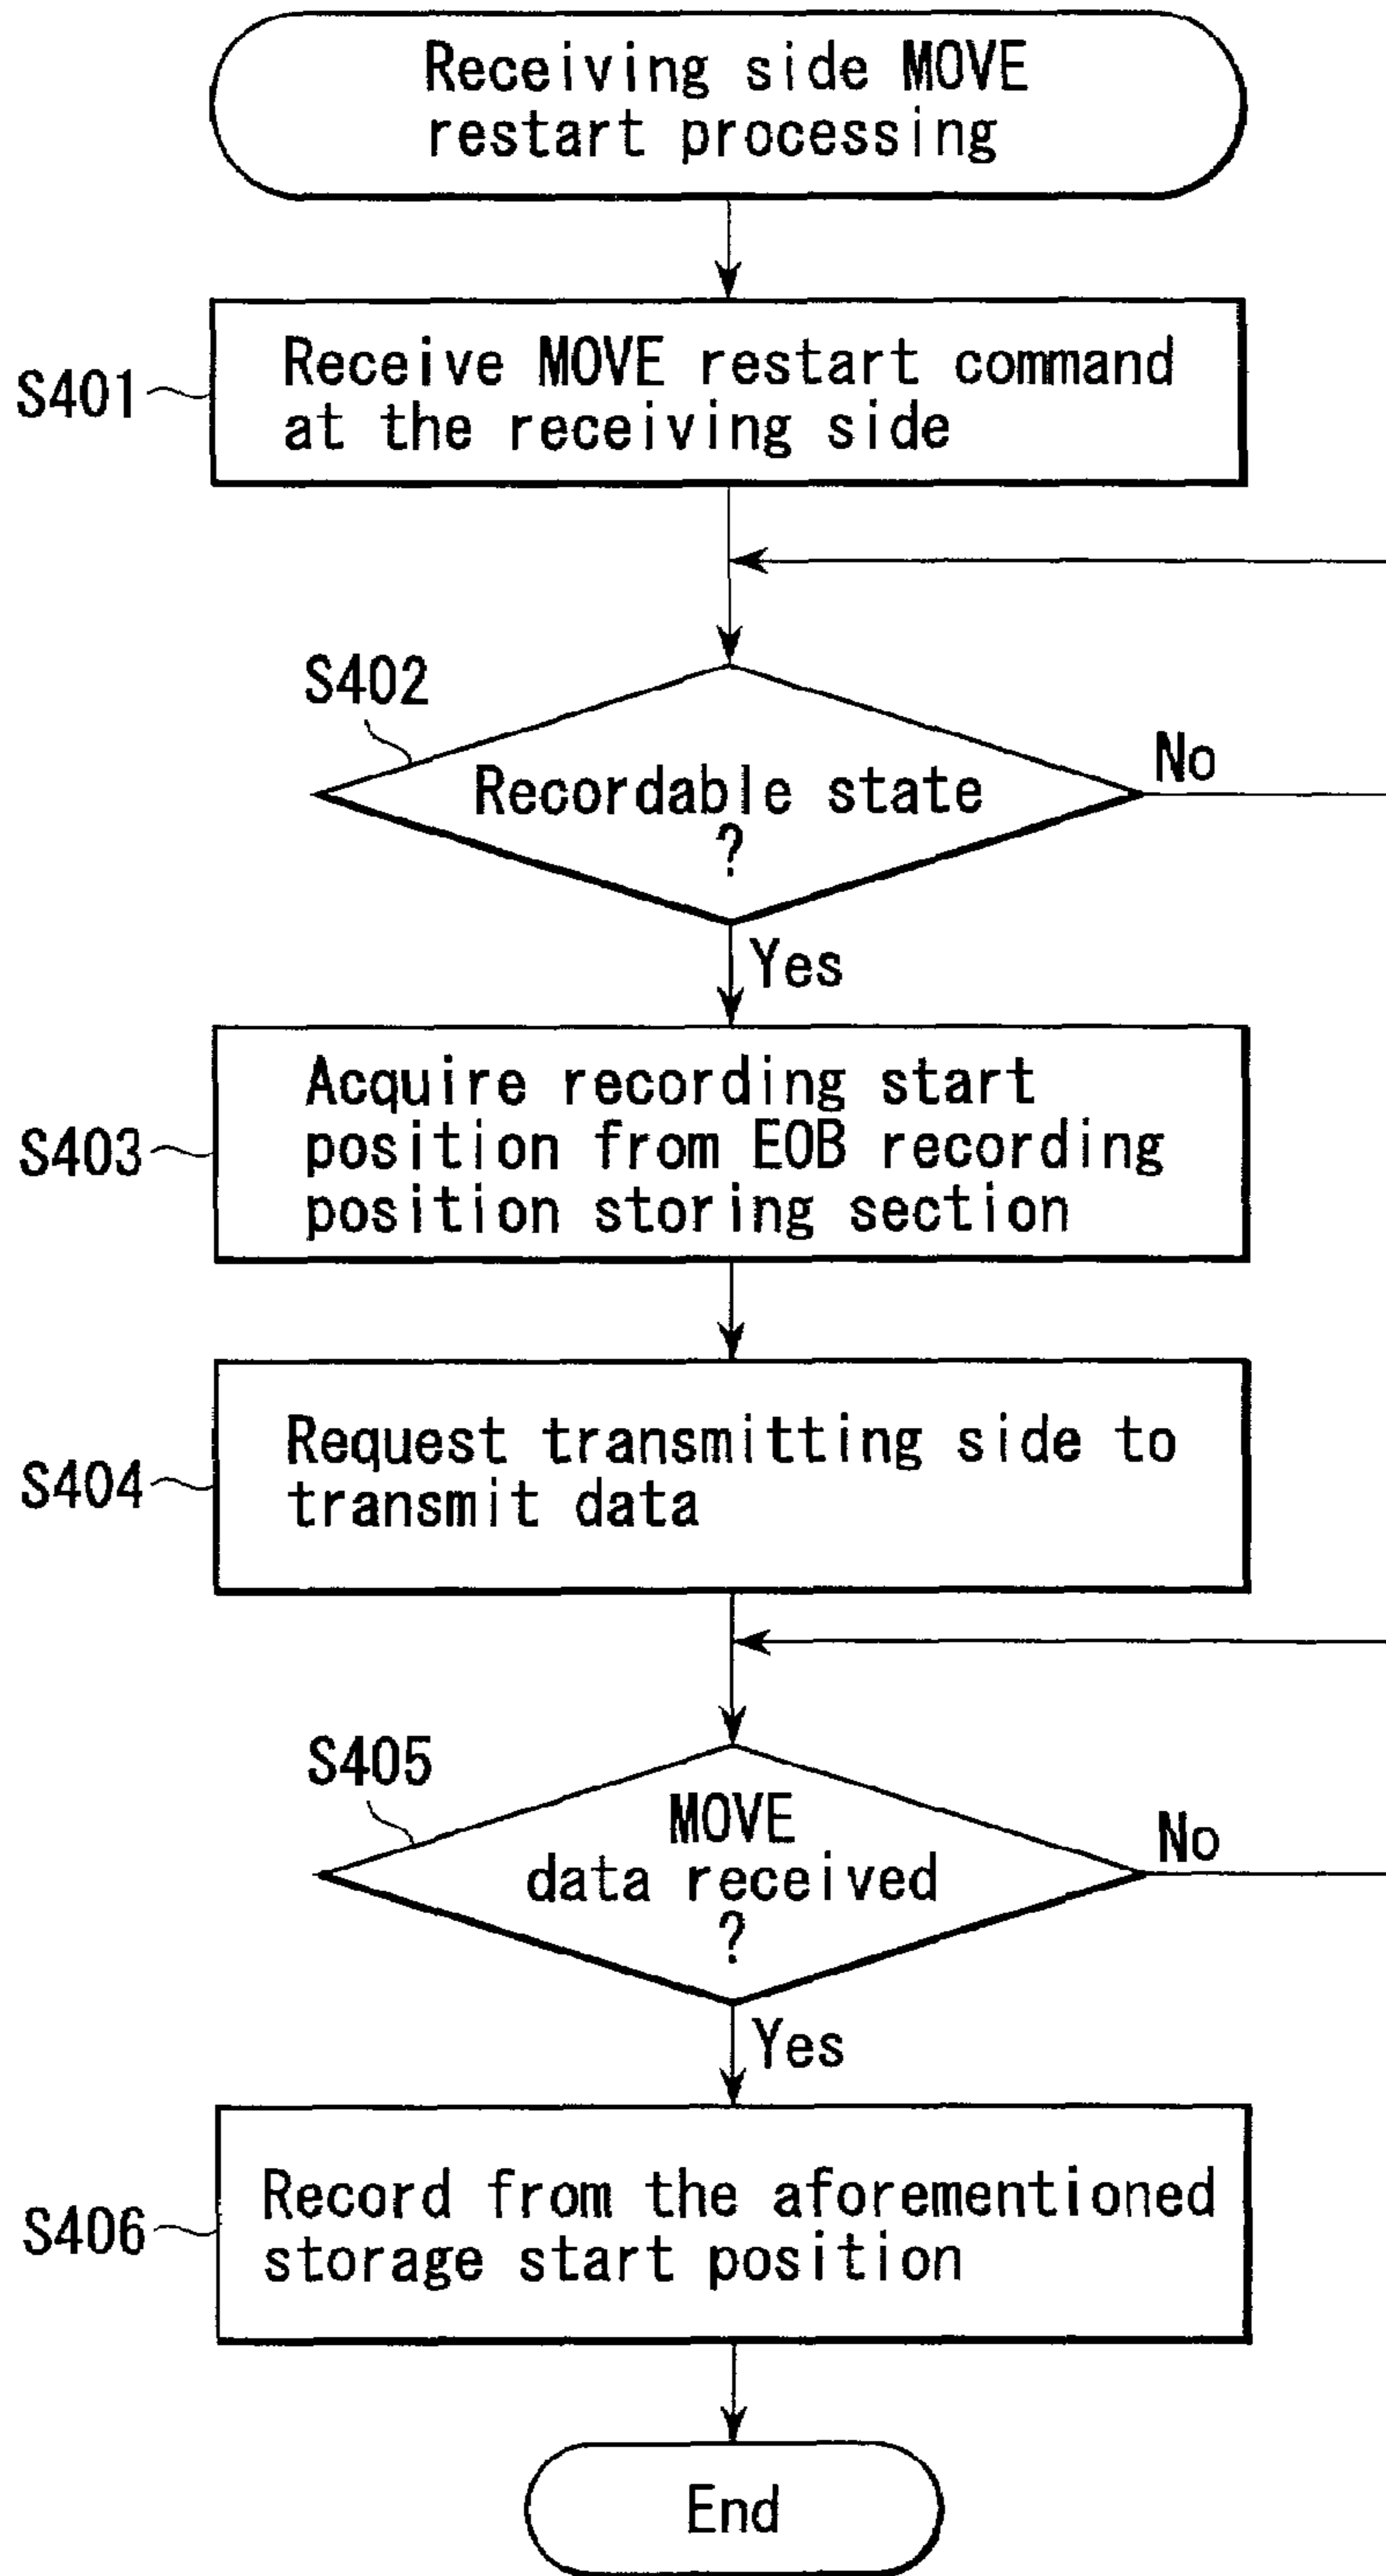 Receiving side MOVE
restart processing
S401
Receive MOVE restart command
at the receiving side
S402
Recordable state
?
No
Yes
S403
Acquire recording start
position from EOB recording
position storing section
S404
Request transmitting side to
transmit data
S405
MOVE
data received
?
No
Yes
S406
Record from the aforementioned
storage start position
End